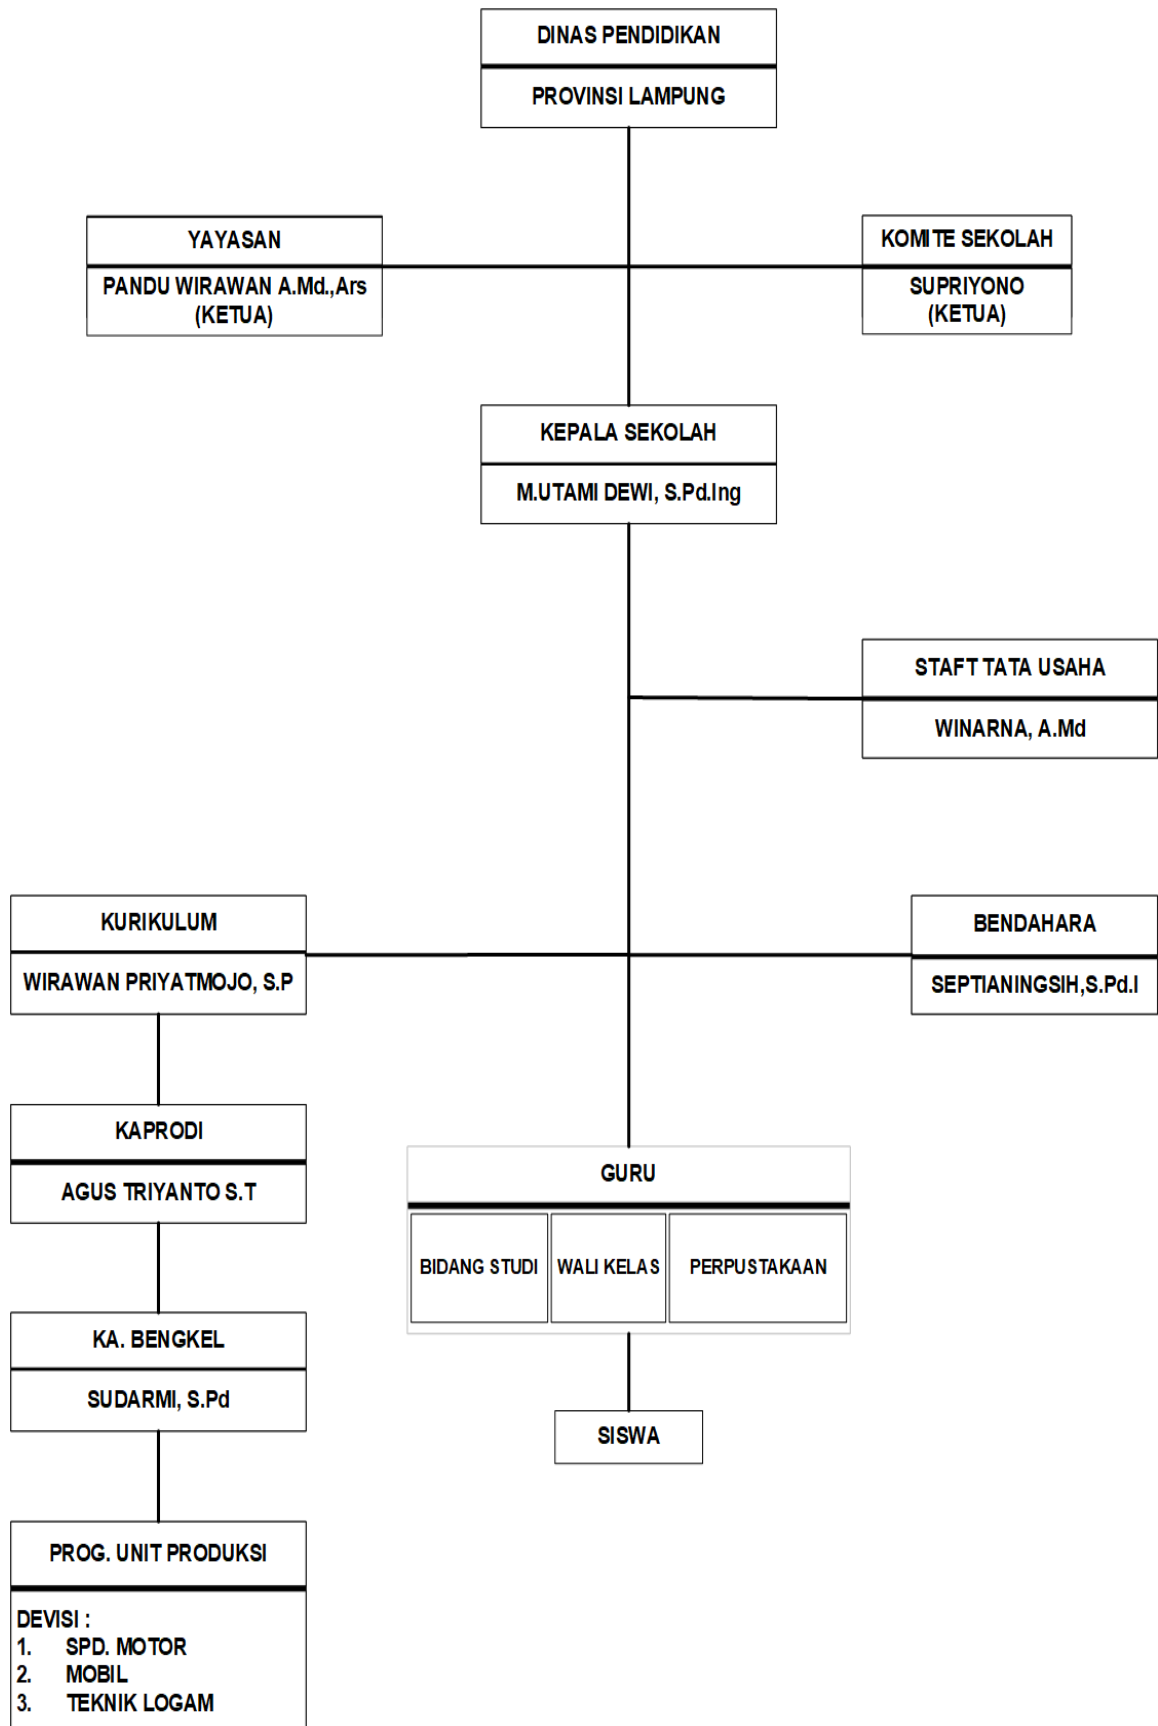 DINAS PENDIDIKAN
PROVINSI LAMPUNG
YAYASAN
PANDU WIRAWAN A.Md.,Ars
(KETUA)
KOMITE SEKOLAH
SUPRIYONO
(KETUA)
KEPALA SEKOLAH
M.UTAMI DEWI, S.Pd.Ing
STAFT TATA USAHA
WINARNA, A.Md
KURIKULUM
WIRAWAN PRIYATMOJO, S.P
BENDAHARA
SEPTIANINGSIH,S.Pd.I
KAPRODI
AGUS TRIYANTO S.T
GURU
BIDANG STUDI
WALI KELAS
PERPUSTAKAAN
KA. BENGKEL
SUDARMI, S.Pd
SISWA
PROG. UNIT PRODUKSI
DEVISI :
1. SPD. MOTOR
2. MOBIL
3. TEKNIK LOGAM